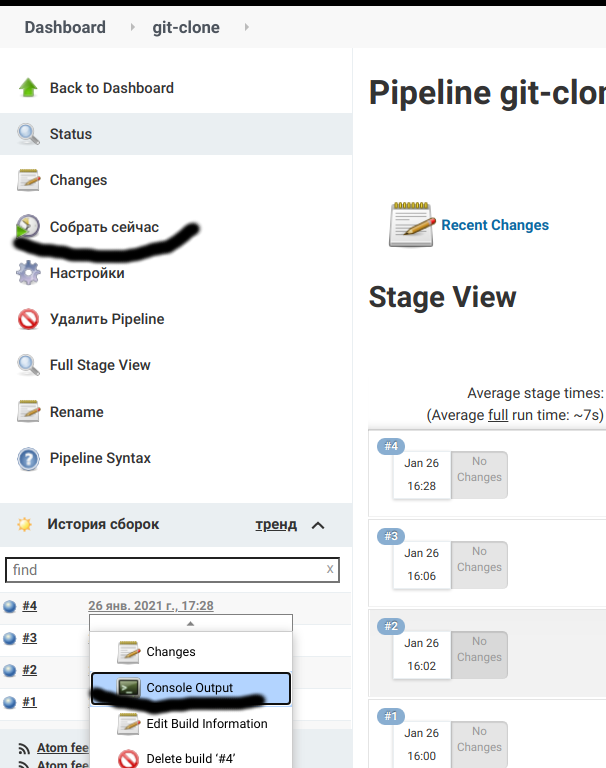 Dashboard git-clone
Back to Dashboard
Status
Changes
Собрать сейчас
Настройки
Удалить Pipeline
Full Stage View
Rename
Pipeline Syntax
История сборок тренд
find x
#4 26 янв. 2021 г., 17:28
#3
#2
#1
Changes
Console Output
Edit Build Information
Delete build ‘#4’
Atom fee
Atom fee
Pipeline git-clon
Recent Changes
Stage View
Average stage times:
(Average full run time: ~7s)
#4
Jan 26
16:28
No
Changes
#3
Jan 26
16:06
No
Changes
#2
Jan 26
16:02
No
Changes
#1
Jan 26
16:00
No
Changes